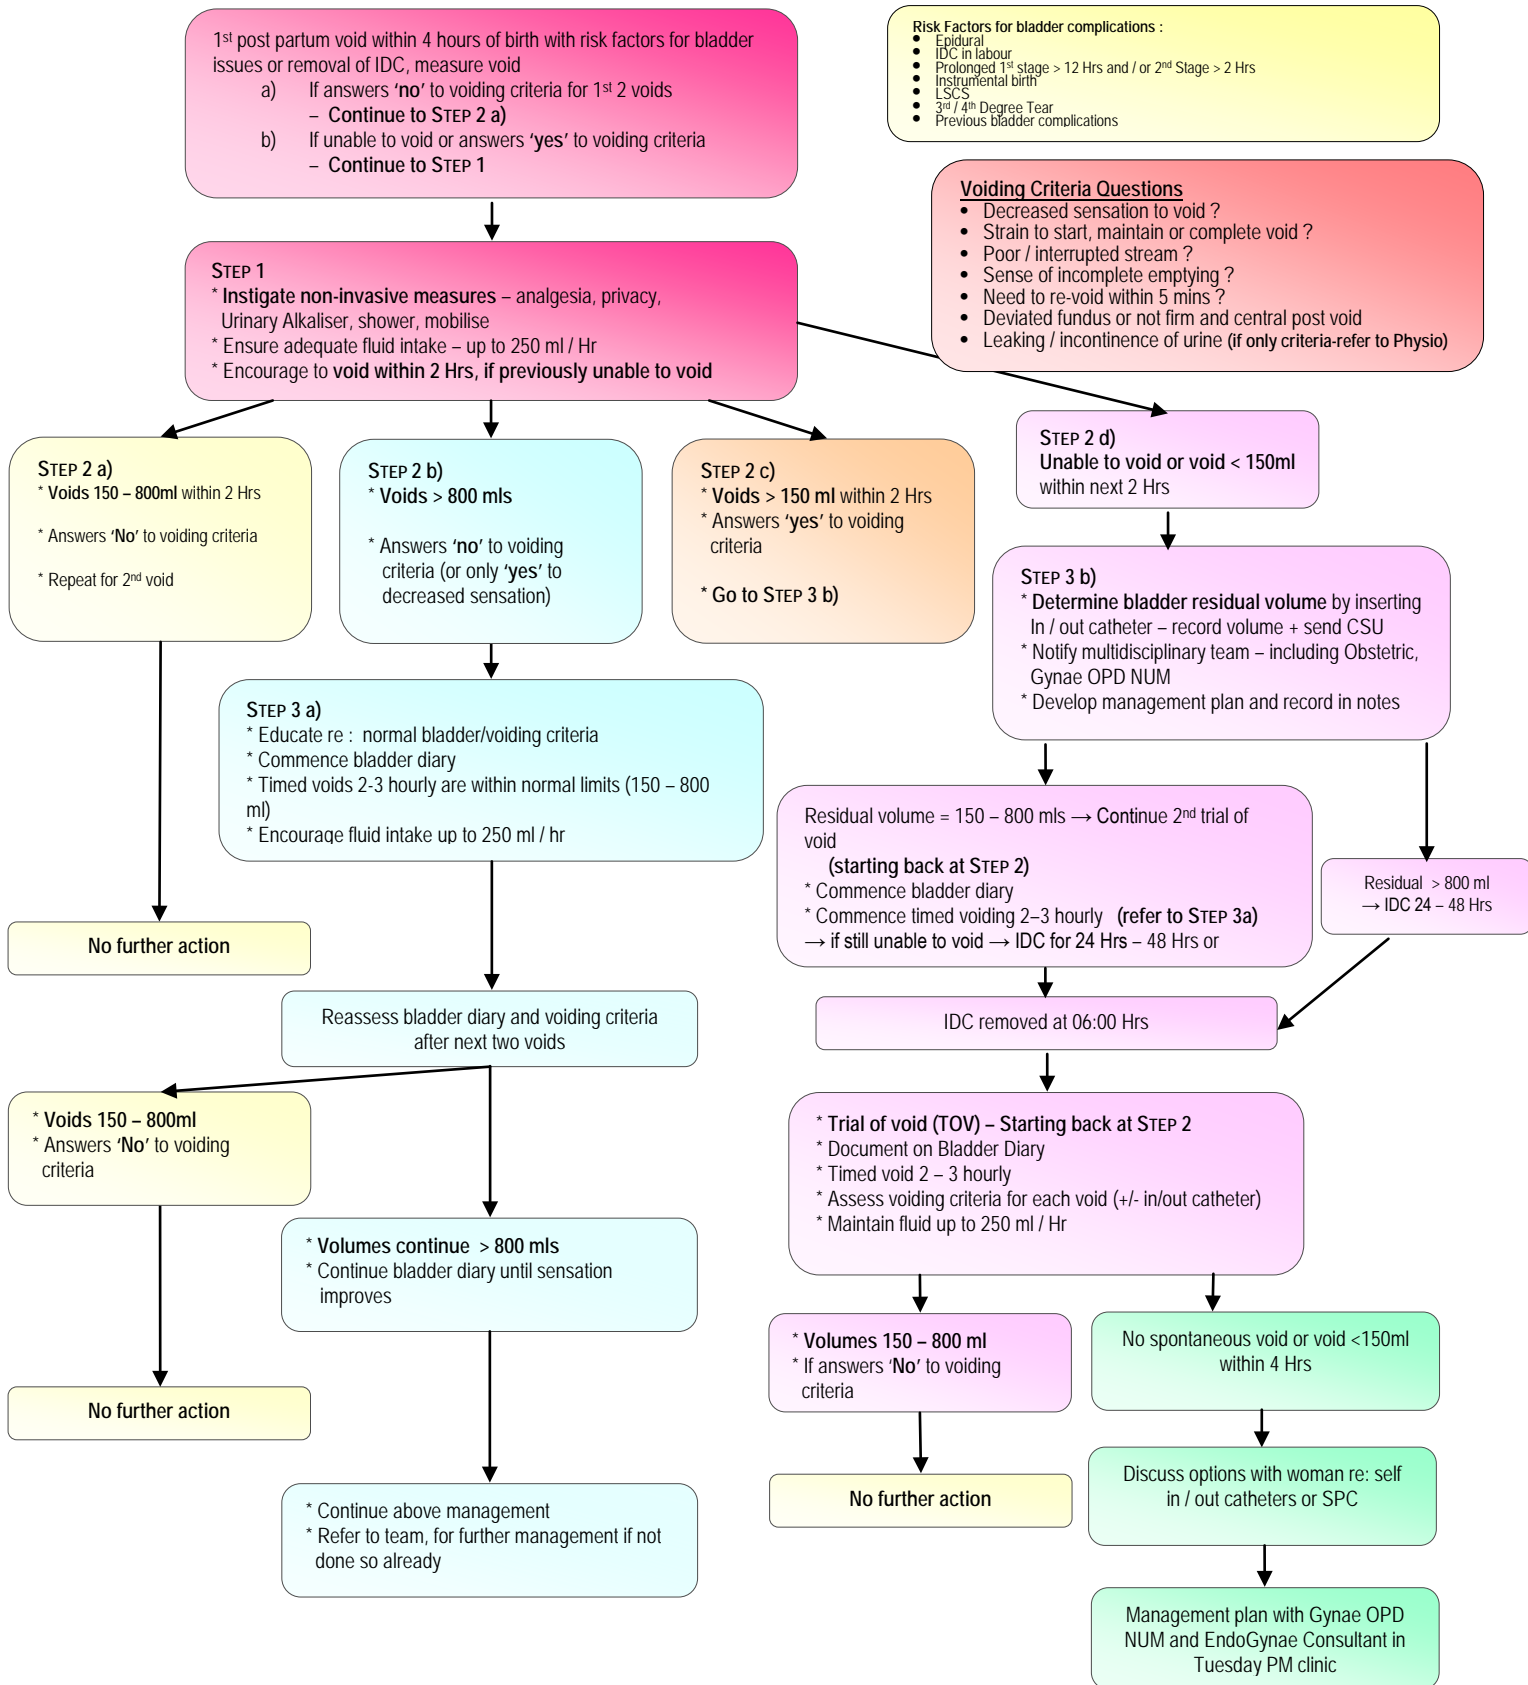 1st post partum void within 4 hours of birth with risk factors for bladder
issues or removal of IDC, measure void
a) If answers ‘no’ to voiding criteria for 1st 2 voids
– Continue to STEP 2 a)
b) If unable to void or answers ‘yes’ to voiding criteria
– Continue to STEP 1
Risk Factors for bladder complications :
• Epidural
• IDC in labour
• Prolonged 1st stage > 12 Hrs and / or 2nd Stage > 2 Hrs
• Instrumental birth
• LSCS
• 3rd / 4th Degree Tear
• Previous bladder complications
Voiding Criteria Questions
• Decreased sensation to void ?
• Strain to start, maintain or complete void ?
• Poor / interrupted stream ?
• Sense of incomplete emptying ?
• Need to re-void within 5 mins ?
• Deviated fundus or not firm and central post void
• Leaking / incontinence of urine (if only criteria-refer to Physio)
STEP 1
* Instigate non-invasive measures – analgesia, privacy,
Urinary Alkaliser, shower, mobilise
* Ensure adequate fluid intake – up to 250 ml / Hr
* Encourage to void within 2 Hrs, if previously unable to void
STEP 2 a)
* Voids 150 – 800ml within 2 Hrs
* Answers ‘No’ to voiding criteria
* Repeat for 2nd void
STEP 2 b)
* Voids > 800 mls
* Answers ‘no’ to voiding
criteria (or only ‘yes’ to
decreased sensation)
STEP 2 c)
* Voids > 150 ml within 2 Hrs
* Answers ‘yes’ to voiding
criteria
* Go to STEP 3 b)
STEP 2 d)
Unable to void or void < 150ml
within next 2 Hrs
STEP 3 b)
* Determine bladder residual volume by inserting
In / out catheter – record volume + send CSU
* Notify multidisciplinary team – including Obstetric,
Gynae OPD NUM
* Develop management plan and record in notes
STEP 3 a)
* Educate re : normal bladder/voiding criteria
* Commence bladder diary
* Timed voids 2-3 hourly are within normal limits (150 – 800
ml)
* Encourage fluid intake up to 250 ml / hr
Residual volume = 150 – 800 mls → Continue 2nd trial of
void
(starting back at STEP 2)
* Commence bladder diary
* Commence timed voiding 2–3 hourly (refer to STEP 3a)
→ if still unable to void → IDC for 24 Hrs – 48 Hrs or
Residual > 800 ml
→ IDC 24 – 48 Hrs
No further action
Reassess bladder diary and voiding criteria
after next two voids
IDC removed at 06:00 Hrs
* Voids 150 – 800ml
* Answers ‘No’ to voiding
criteria
* Trial of void (TOV) – Starting back at STEP 2
* Document on Bladder Diary
* Timed void 2 – 3 hourly
* Assess voiding criteria for each void (+/- in/out catheter)
* Maintain fluid up to 250 ml / Hr
* Volumes continue > 800 mls
* Continue bladder diary until sensation
improves
* Volumes 150 – 800 ml
* If answers ‘No’ to voiding
criteria
No spontaneous void or void <150ml
within 4 Hrs
No further action
Discuss options with woman re: self
in / out catheters or SPC
No further action
* Continue above management
* Refer to team, for further management if not
done so already
Management plan with Gynae OPD
NUM and EndoGynae Consultant in
Tuesday PM clinic